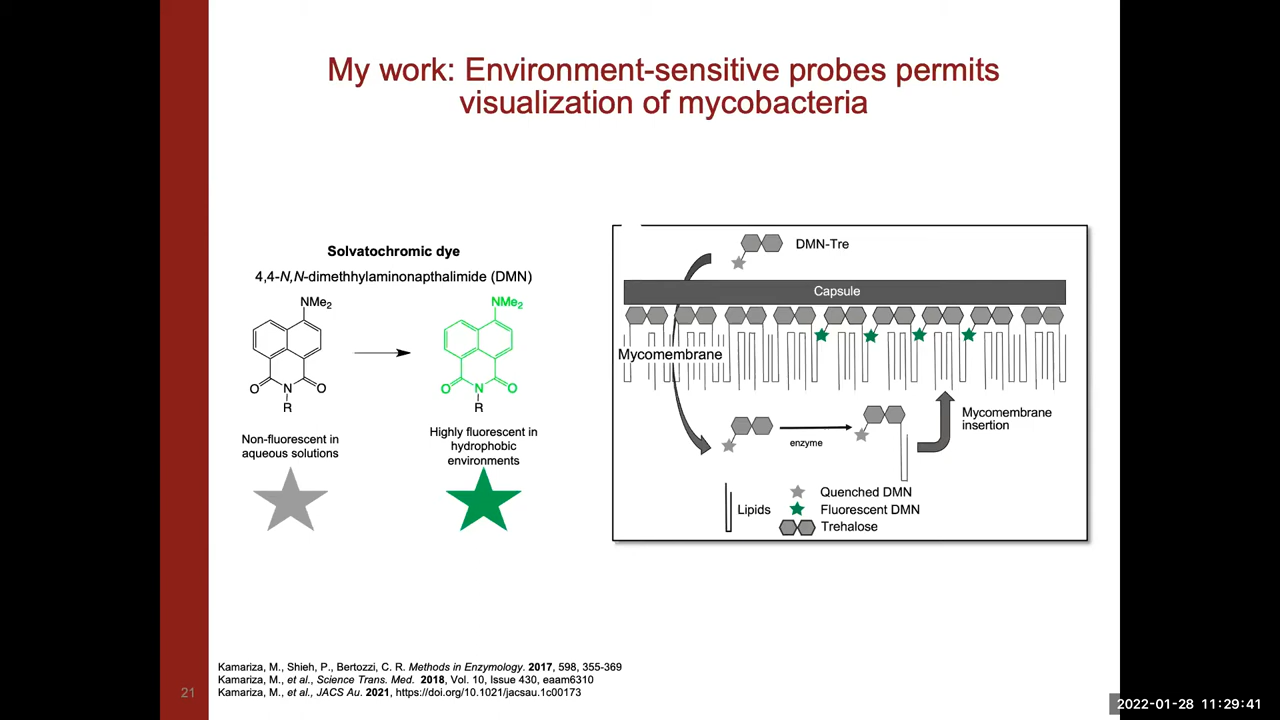 My work: Environment-sensitive probes permits
visualization of mycobacteria
Solvatochromic dye
4,4-N,N-dimethhylaminonapthalimide (DMN)
NMe2
O
N
O
R
Non-fluorescent in
aqueous solutions
NMe2
O
N
O
R
Highly fluorescent in
hydrophobic
environments
DMN-Tre
Capsule
Mycomembrane
enzyme
Mycomembrane
insertion
Lipids
Quenched DMN
Fluorescent DMN
Trehalose
Kamariza, M., Shieh, P., Bertozzi, C. R. Methods in Enzymology. 2017, 598, 355-369
Kamariza, M., et al., Science Trans. Med. 2018, Vol. 10, Issue 430, eaam6310
Kamariza, M., et al., JACS Au. 2021, https://doi.org/10.1021/jacsau.1c00173
21
2022-01-28 11:29:41